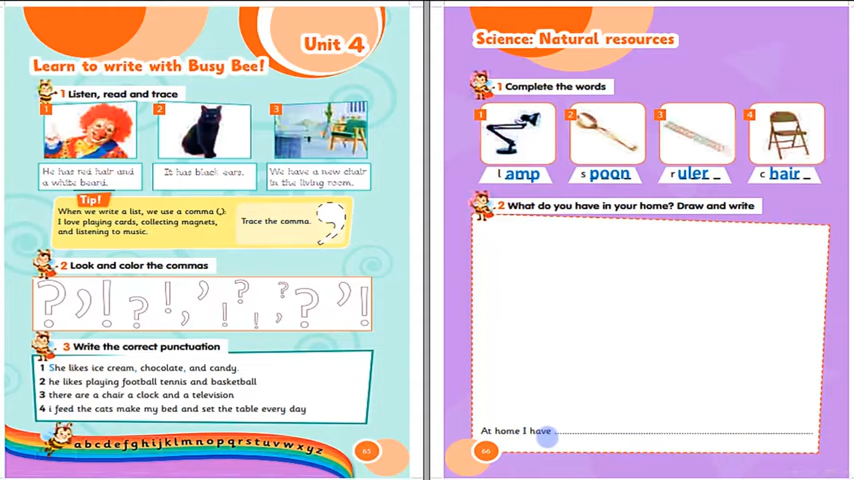 Unit 4
Learn to write with Busy Bee!
1 Listen, read and trace
1
2
3
He has red hair and
a white beard.
It has black ears.
We have a new chair
in the living room.
Tip!
When we write a list, we use a comma (,):
I love playing cards, collecting magnets,
and listening to music.
Trace the comma.
2 Look and color the commas
? , ! ? ! , ! ? ! , ? ? , !
3 Write the correct punctuation
1 She likes ice cream, chocolate, and candy.
2 he likes playing football tennis and basketball
3 there are a chair a clock and a television
4 i feed the cats make my bed and set the table every day
a b c d e f g h i j k l m n o p q r s t u v w x y z
65
Science: Natural resources
1 Complete the words
1
2
3
4
l amp
s poon
r uler _
c hair _
2 What do you have in your home? Draw and write
At home I have
66